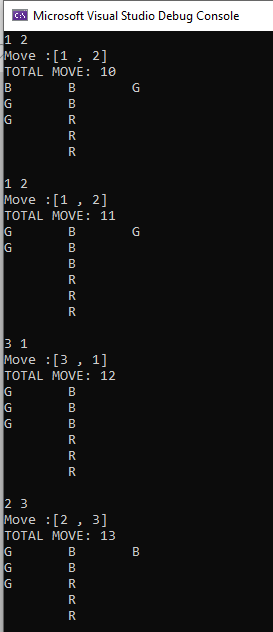 Microsoft Visual Studio Debug Console
1 2
Move :[1 , 2]
TOTAL MOVE: 10
B B G
G B
G R
R
R

1 2
Move :[1 , 2]
TOTAL MOVE: 11
G B G
G B
B
R
R
R

3 1
Move :[3 , 1]
TOTAL MOVE: 12
G B
G B
G B
R
R
R

2 3
Move :[2 , 3]
TOTAL MOVE: 13
G B B
G B
G R
R
R